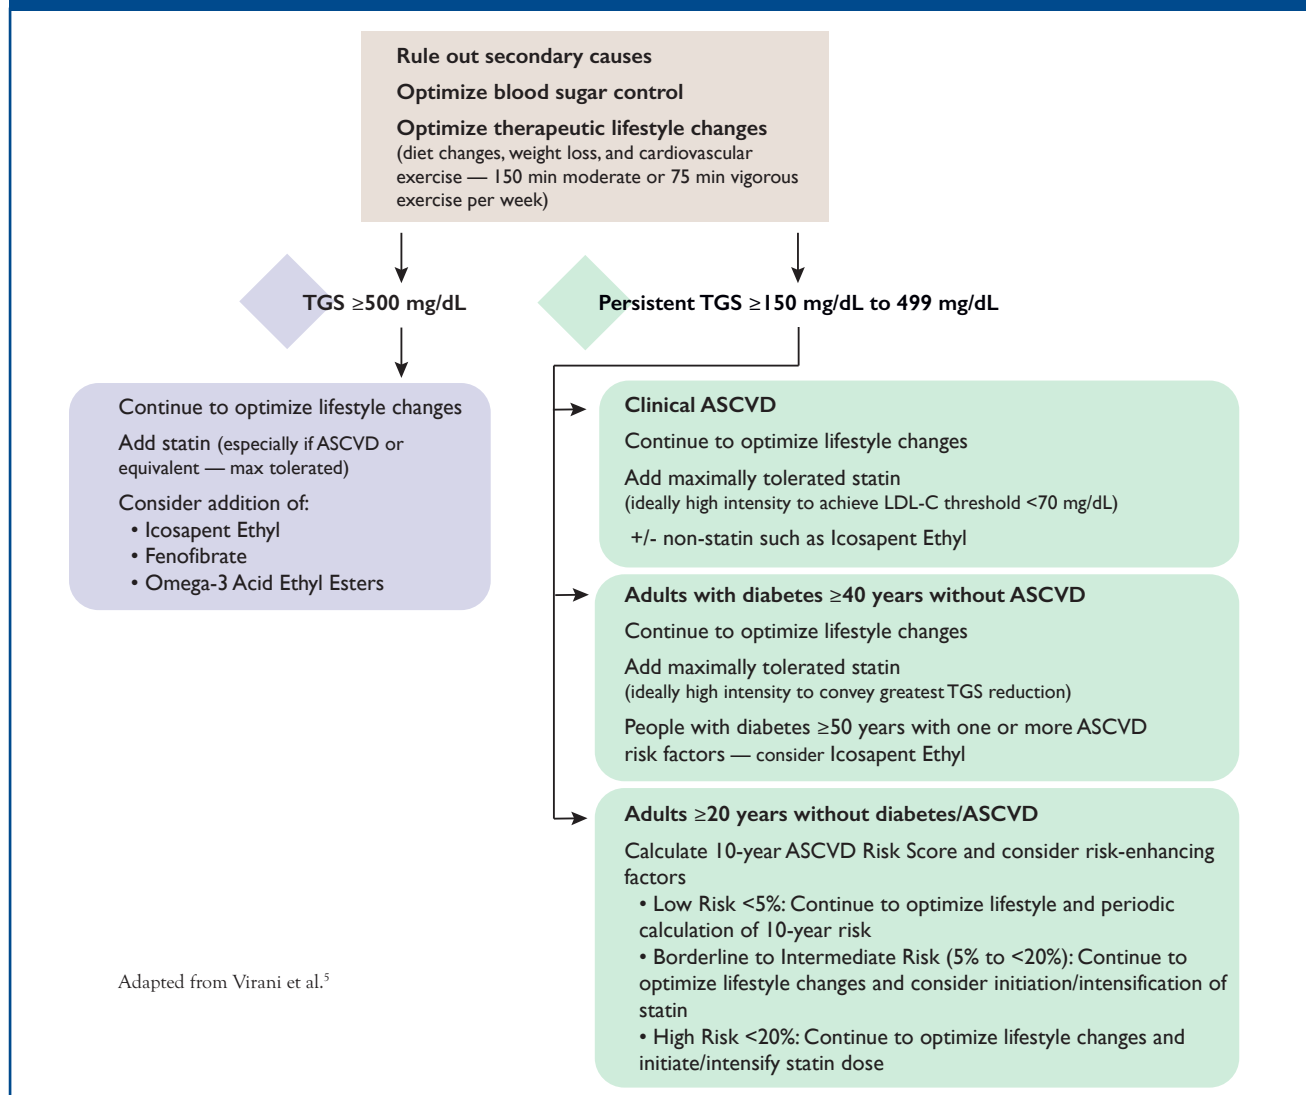 Rule out secondary causes
Optimize blood sugar control
Optimize therapeutic lifestyle changes
(diet changes, weight loss, and cardiovascular
exercise — 150 min moderate or 75 min vigorous
exercise per week)
TGS ≥500 mg/dL
Continue to optimize lifestyle changes
Add statin (especially if ASCVD or
equivalent — max tolerated)
Consider addition of:
• Icosapent Ethyl
• Fenofibrate
• Omega-3 Acid Ethyl Esters
Persistent TGS ≥150 mg/dL to 499 mg/dL
Clinical ASCVD
Continue to optimize lifestyle changes
Add maximally tolerated statin
(ideally high intensity to achieve LDL-C threshold <70 mg/dL)
+/- non-statin such as Icosapent Ethyl
Adults with diabetes ≥40 years without ASCVD
Continue to optimize lifestyle changes
Add maximally tolerated statin
(ideally high intensity to convey greatest TGS reduction)
People with diabetes ≥50 years with one or more ASCVD
risk factors — consider Icosapent Ethyl
Adults ≥20 years without diabetes/ASCVD
Calculate 10-year ASCVD Risk Score and consider risk-enhancing
factors
• Low Risk <5%: Continue to optimize lifestyle and periodic
calculation of 10-year risk
• Borderline to Intermediate Risk (5% to <20%): Continue to
optimize lifestyle changes and consider initiation/intensification of
statin
• High Risk <20%: Continue to optimize lifestyle changes and
initiate/intensify statin dose
Adapted from Virani et al.⁵